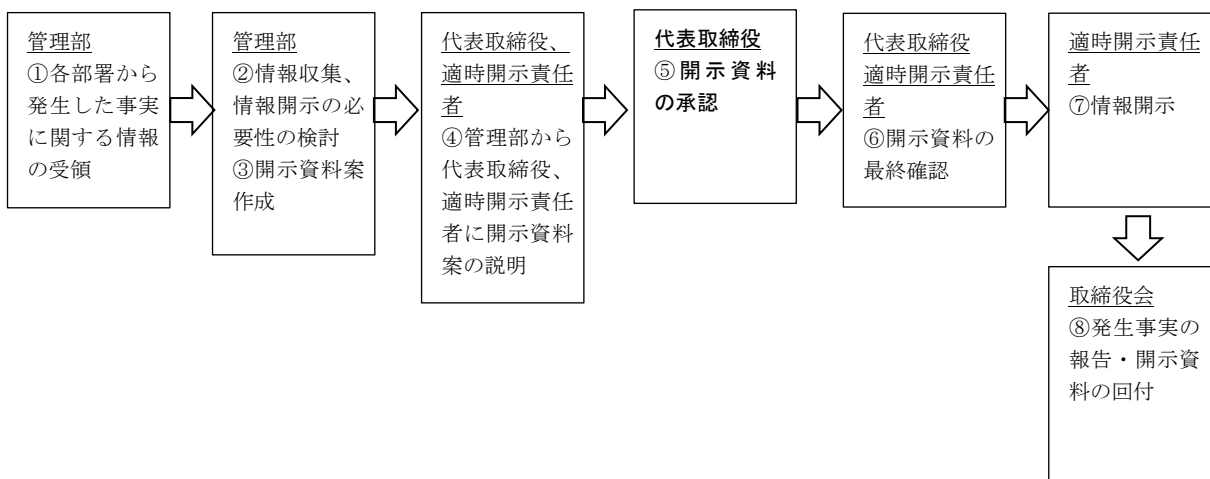 管理部
①各部署から
発生した事実
に関する情報
の受領
管理部
②情報収集、
情報開示の必
要性の検討
③開示資料案
作成
代表取締役、
適時開示責任
者
④管理部から
代表取締役、
適時開示責任
者に開示資料
案の説明
代表取締役
⑤開示資料
の承認
代表取締役
適時開示責任
者
⑥開示資料の
最終確認
適時開示責任
者
⑦情報開示
取締役会
⑧発生事実の
報告・開示資
料の回付